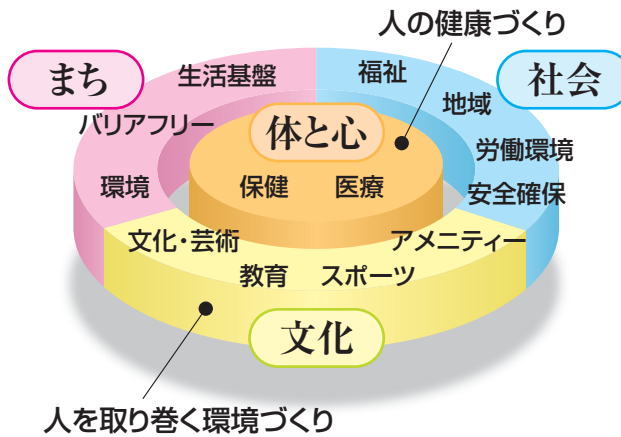 人の健康づくり
まち
生活基盤
福祉
社会
地域
バリアフリー
体と心
労働環境
環境
保健
医療
安全確保
文化・芸術
アメニティー
教育
スポーツ
文化
人を取り巻く環境づくり